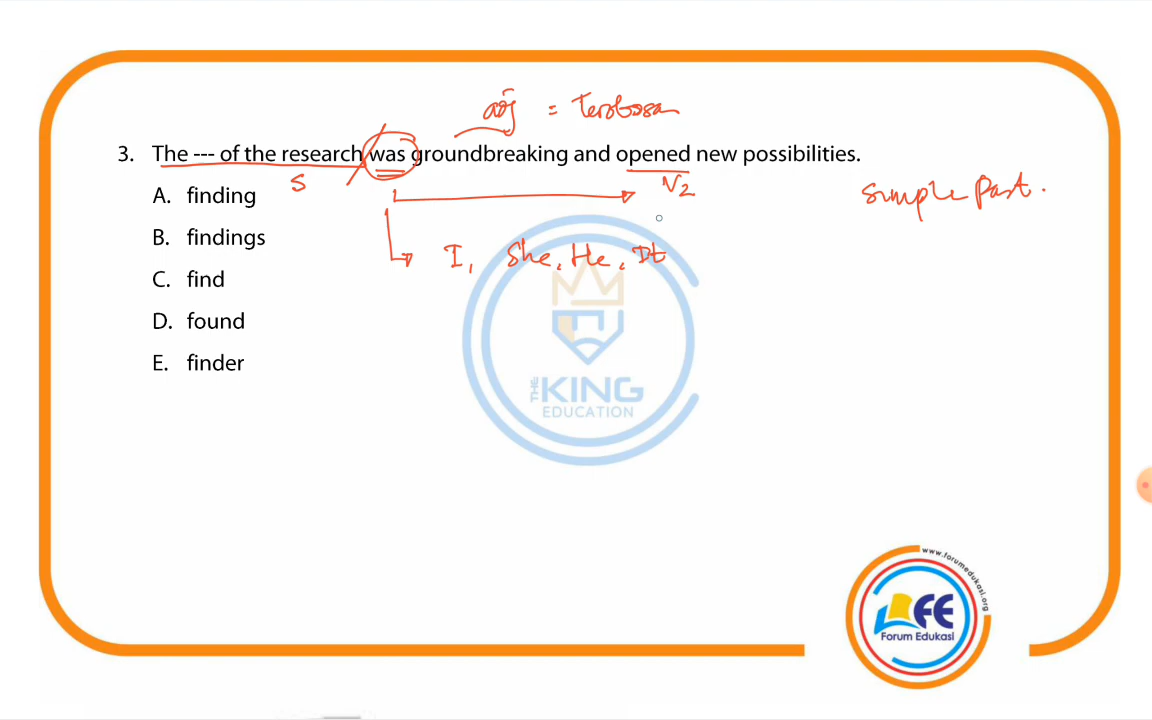 adj = Terobosan
3. The --- of the research was groundbreaking and opened new possibilities.
S
V2
Simple Past.
A. finding
B. findings
I, She, He, It
C. find
D. found
E. finder
THE KING
EDUCATION
www.forumedukasi.org
FE
Forum Edukasi